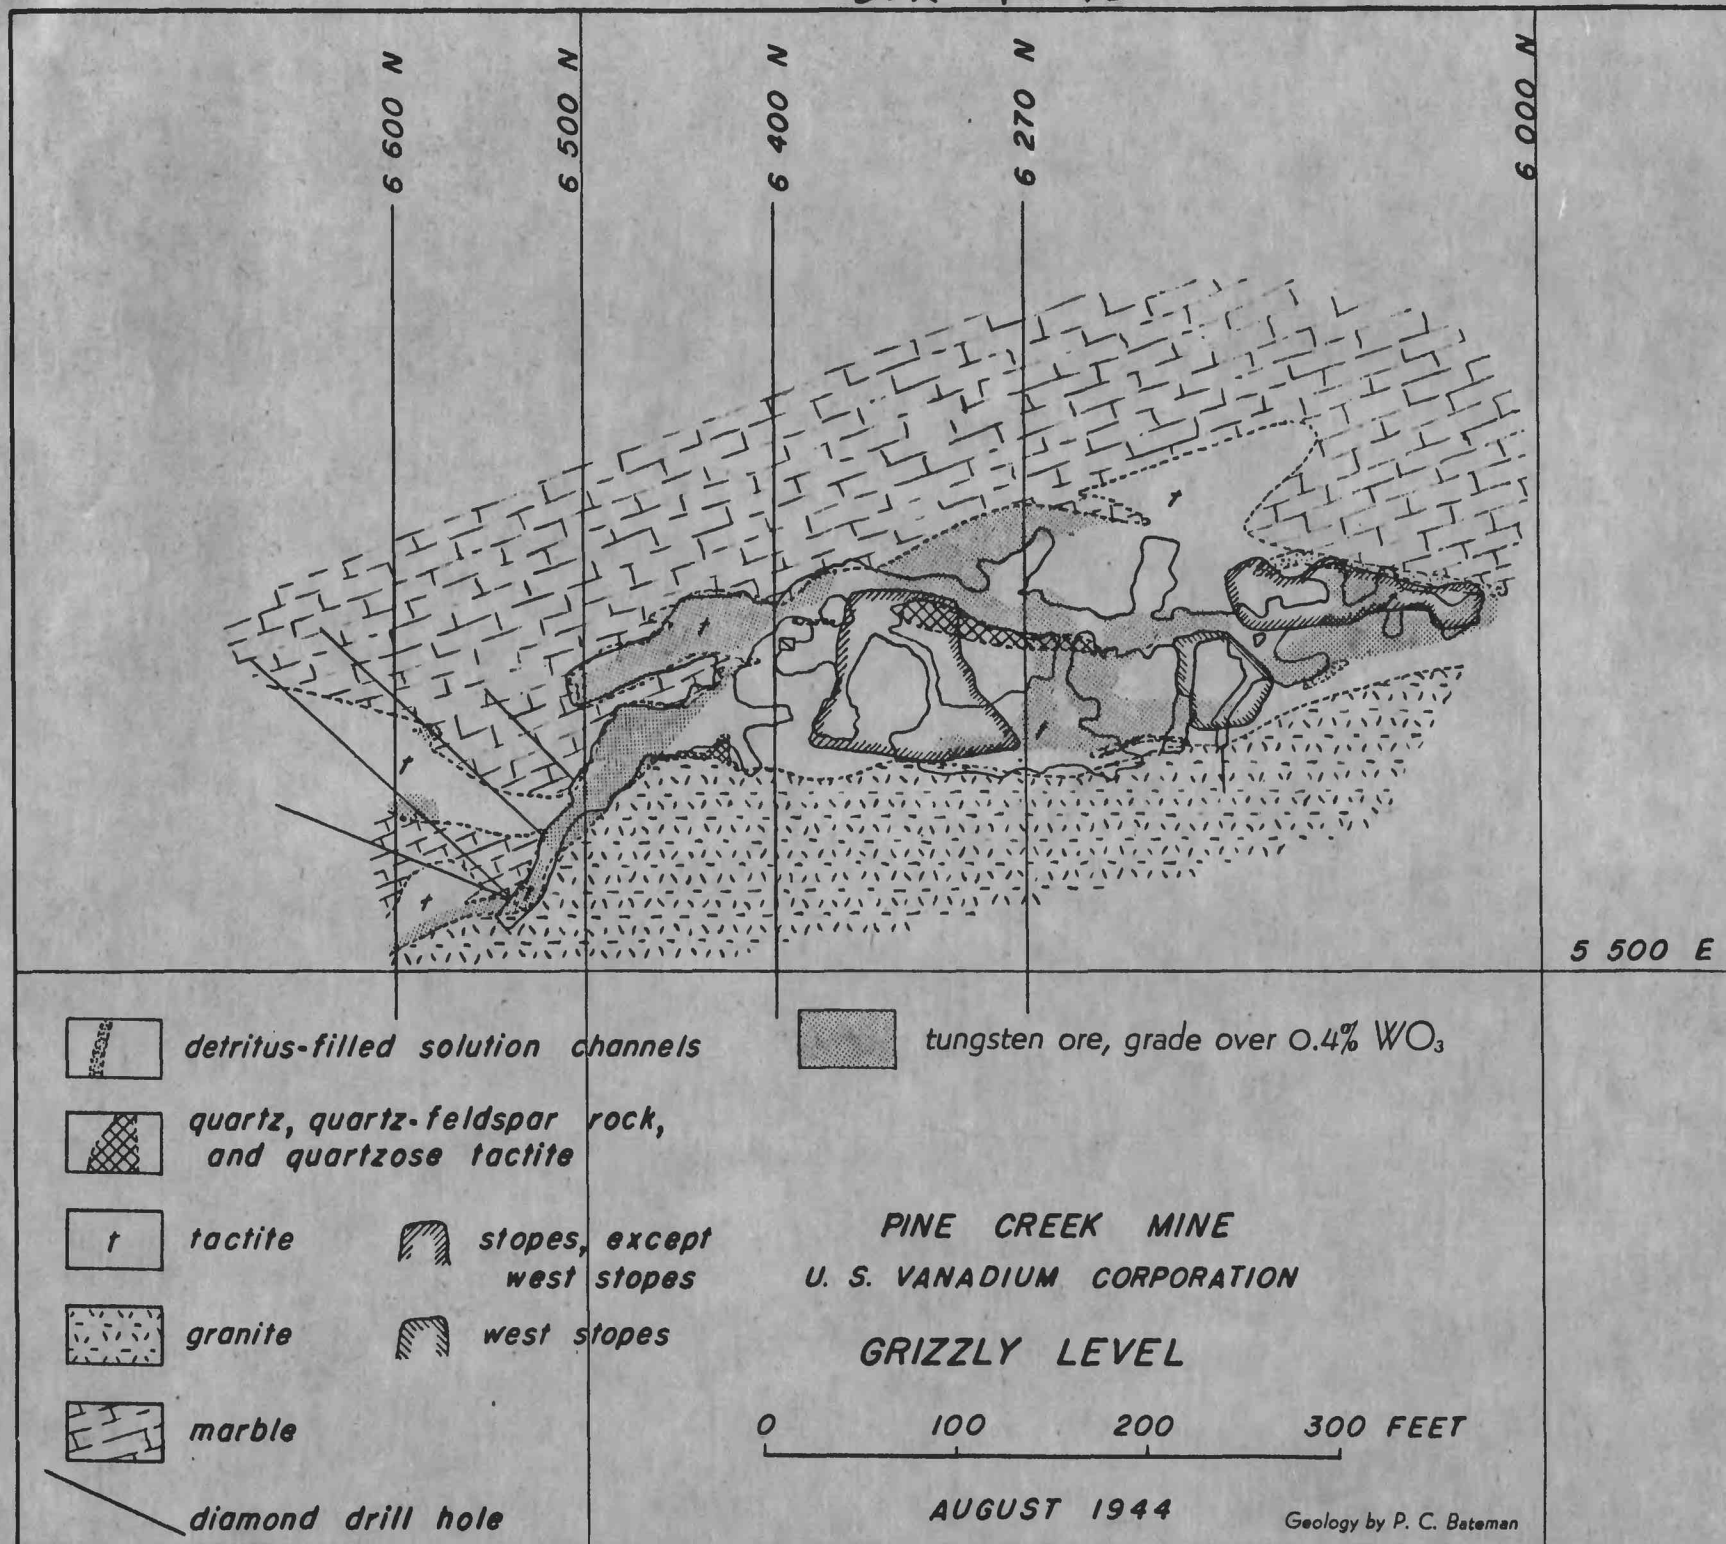 6 600 N
6 500 N
6 400 N
6 270 N
6 000 N
t
t
t
t
t
5 500 E
detritus-filled solution channels
tungsten ore, grade over 0.4% WO₃
quartz, quartz-feldspar rock,
and quartzose tactite
t tactite
stopes, except
west stopes
granite
west stopes
marble
diamond drill hole
PINE CREEK MINE
U. S. VANADIUM CORPORATION
GRIZZLY LEVEL
0 100 200 300 FEET
AUGUST 1944
Geology by P. C. Bateman